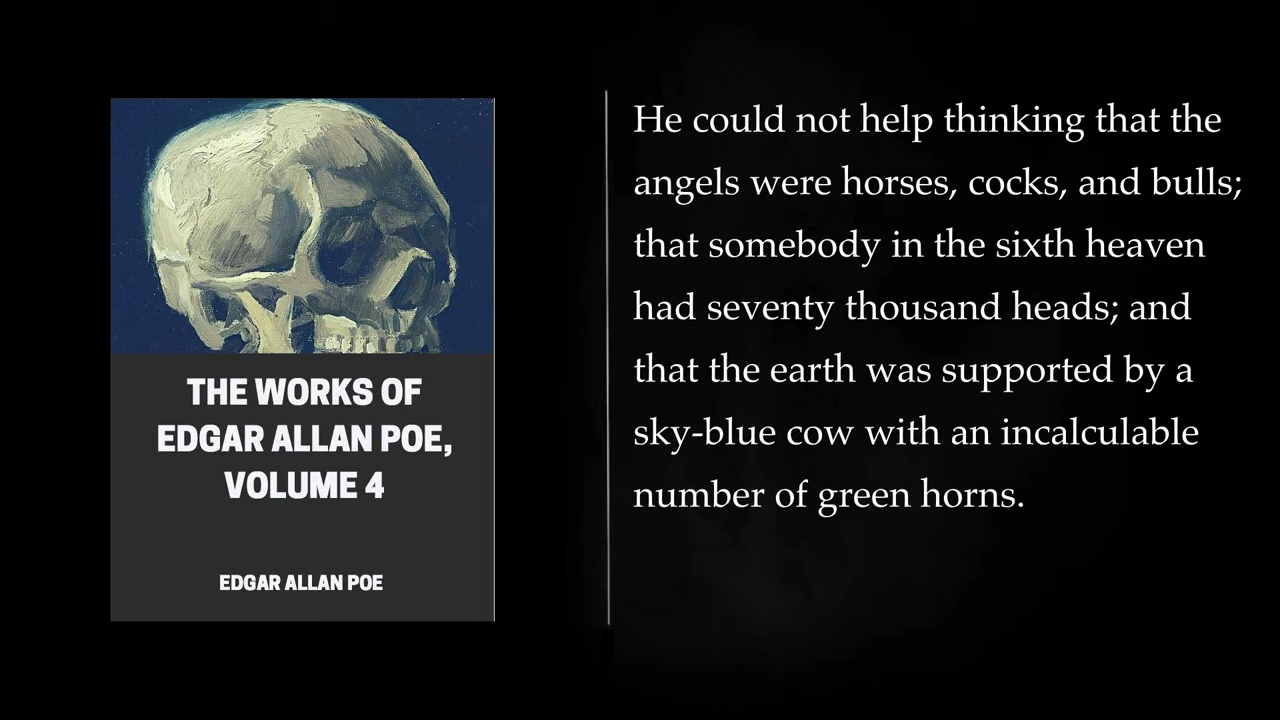 THE WORKS OF
EDGAR ALLAN POE,
VOLUME 4
EDGAR ALLAN POE
He could not help thinking that the
angels were horses, cocks, and bulls;
that somebody in the sixth heaven
had seventy thousand heads; and
that the earth was supported by a
sky-blue cow with an incalculable
number of green horns.